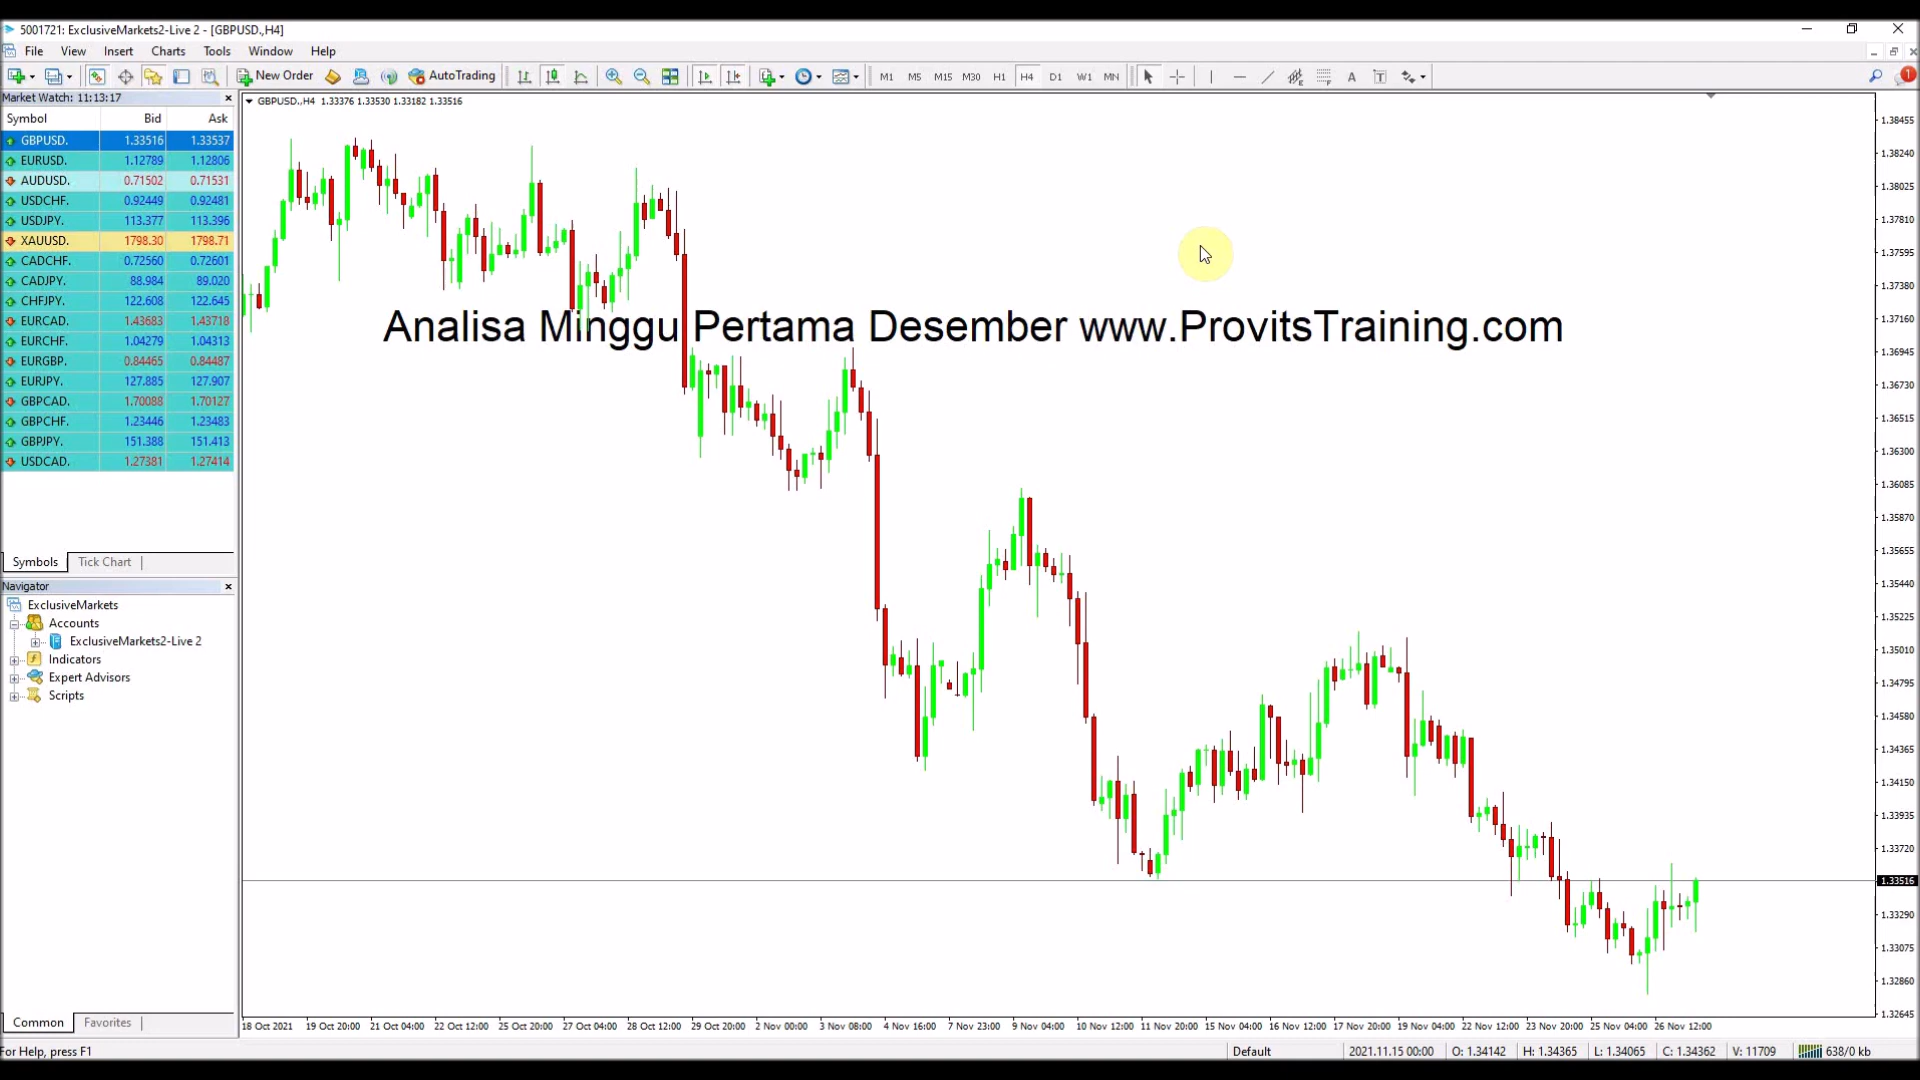 5001721: ExclusiveMarkets2-Live 2 - [GBPUSD.,H4]
File View Insert Charts Tools Window Help
New Order AutoTrading M1 M5 M15 M30 H1 H4 D1 W1 MN A T 1
Market Watch: 11:13:17
Symbol Bid Ask
GBPUSD. 1.33516 1.33537
EURUSD. 1.12789 1.12806
AUDUSD. 0.71502 0.71531
USDCHF. 0.92449 0.92481
USDJPY. 113.377 113.396
XAUUSD. 1798.30 1798.71
CADCHF. 0.72560 0.72601
CADJPY. 88.984 89.020
CHFJPY. 122.608 122.645
EURCAD. 1.43683 1.43718
EURCHF. 1.04279 1.04313
EURGBP. 0.84465 0.84487
EURJPY. 127.885 127.907
GBPCAD. 1.70088 1.70127
GBPCHF. 1.23446 1.23483
GBPJPY. 151.388 151.413
USDCAD. 1.27381 1.27414
Symbols Tick Chart
Navigator
ExclusiveMarkets
Accounts
ExclusiveMarkets2-Live 2
Indicators
Expert Advisors
Scripts
Common Favorites
GBPUSD.,H4 1.33376 1.33530 1.33182 1.33516
Analisa Minggu Pertama Desember www.ProvitsTraining.com
1.38455
1.38240
1.38025
1.37810
1.37595
1.37380
1.37160
1.36945
1.36730
1.36515
1.36300
1.36085
1.35870
1.35655
1.35440
1.35225
1.35010
1.34795
1.34580
1.34365
1.34150
1.33935
1.33720
1.33516
1.33290
1.33075
1.32860
1.32645
18 Oct 2021 19 Oct 20:00 21 Oct 04:00 22 Oct 12:00 25 Oct 20:00 27 Oct 04:00 28 Oct 12:00 29 Oct 20:00 2 Nov 00:00 3 Nov 08:00 4 Nov 16:00 7 Nov 23:00 9 Nov 04:00 10 Nov 12:00 11 Nov 20:00 15 Nov 04:00 16 Nov 12:00 17 Nov 20:00 19 Nov 04:00 22 Nov 12:00 23 Nov 20:00 25 Nov 04:00 26 Nov 12:00
For Help, press F1 Default 2021.11.15 00:00 O: 1.34142 H: 1.34365 L: 1.34065 C: 1.34362 V: 11709 638/0 kb